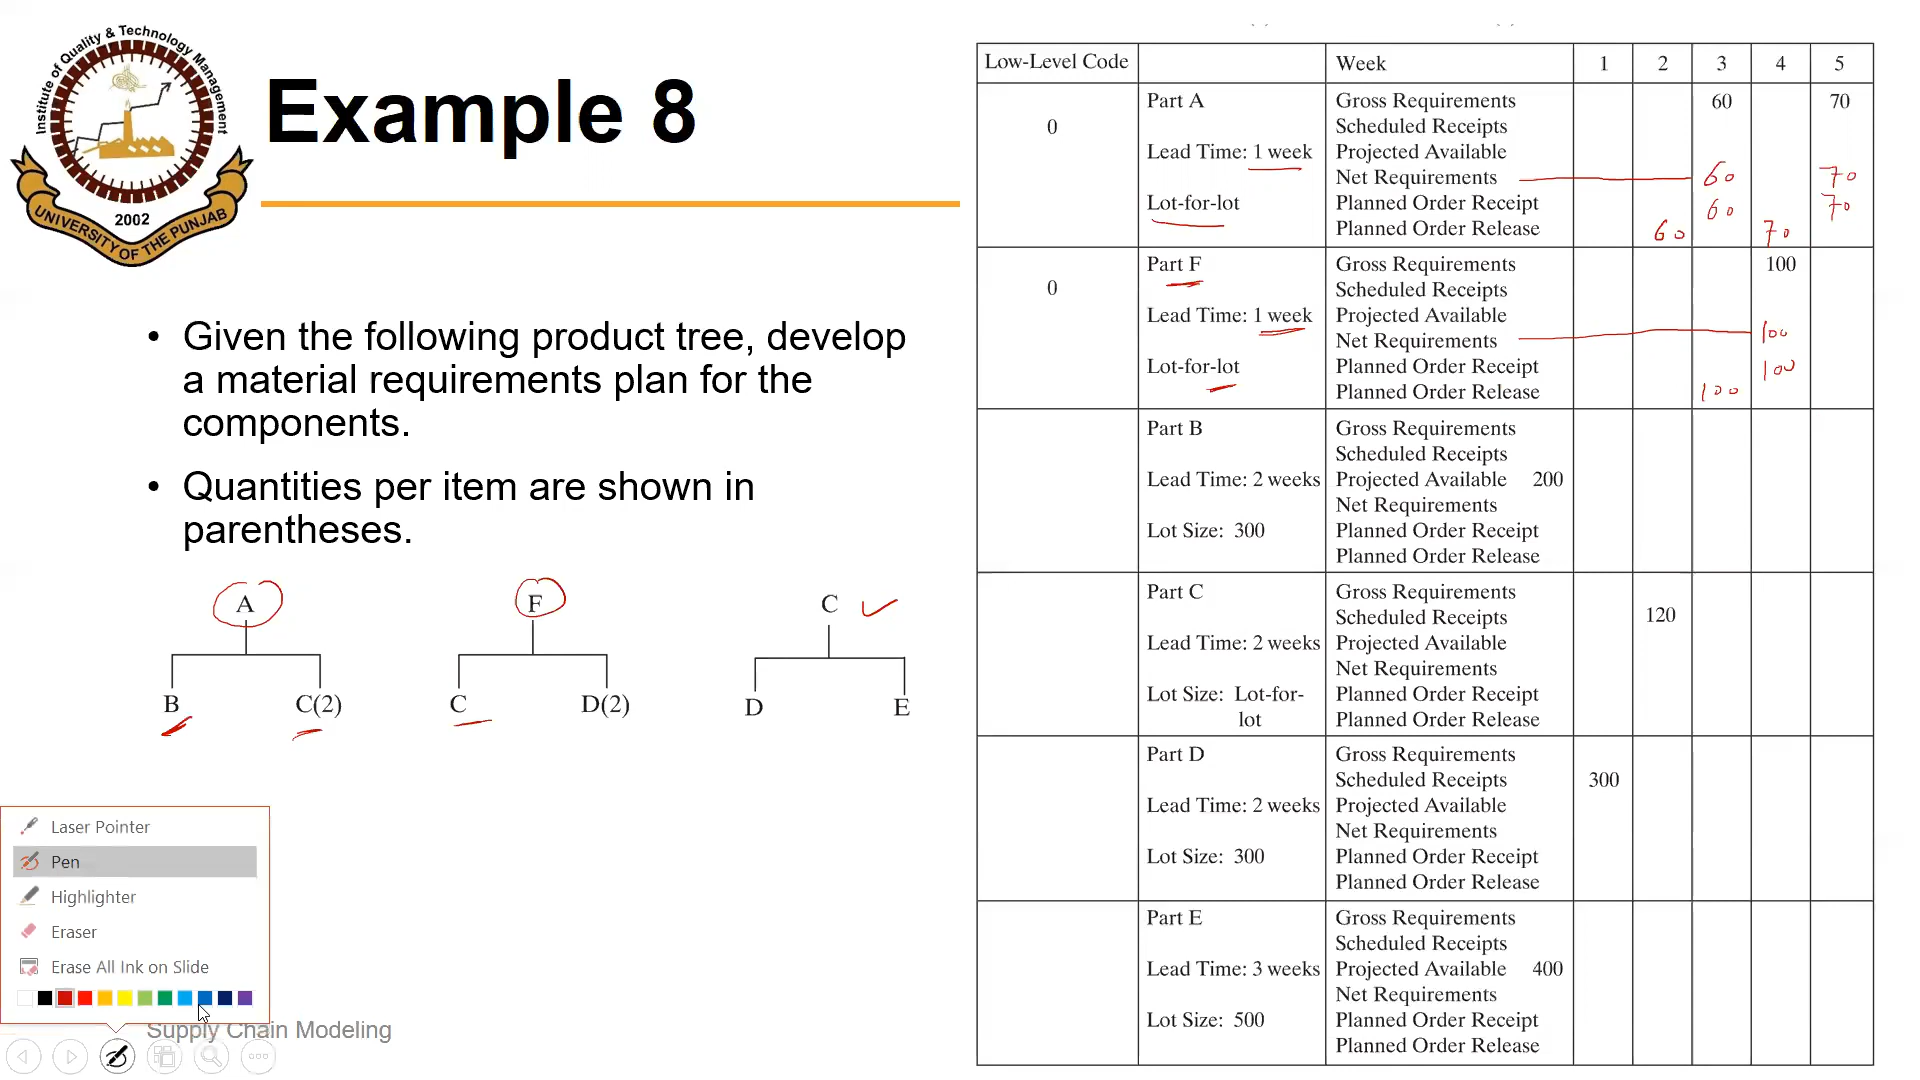 Institute of Quality & Technology Management
2002
UNIVERSITY OF THE PUNJAB
Example 8
• Given the following product tree, develop
a material requirements plan for the
components.
• Quantities per item are shown in
parentheses.
A
B C(2)
F
C D(2)
C
D E
Laser Pointer
Pen
Highlighter
Eraser
Erase All Ink on Slide
Supply Chain Modeling
Low-Level Code Week 1 2 3 4 5
0
Part A
Lead Time: 1 week
Lot-for-lot
Gross Requirements 60 70
Scheduled Receipts
Projected Available
Net Requirements 60 70
Planned Order Receipt 60 70
Planned Order Release 60 70
0
Part F
Lead Time: 1 week
Lot-for-lot
Gross Requirements 100
Scheduled Receipts
Projected Available
Net Requirements 100
Planned Order Receipt 100
Planned Order Release 100
Part B
Lead Time: 2 weeks
Lot Size: 300
Gross Requirements
Scheduled Receipts
Projected Available 200
Net Requirements
Planned Order Receipt
Planned Order Release
Part C
Lead Time: 2 weeks
Lot Size: Lot-for-
lot
Gross Requirements
Scheduled Receipts 120
Projected Available
Net Requirements
Planned Order Receipt
Planned Order Release
Part D
Lead Time: 2 weeks
Lot Size: 300
Gross Requirements
Scheduled Receipts 300
Projected Available
Net Requirements
Planned Order Receipt
Planned Order Release
Part E
Lead Time: 3 weeks
Lot Size: 500
Gross Requirements
Scheduled Receipts
Projected Available 400
Net Requirements
Planned Order Receipt
Planned Order Release